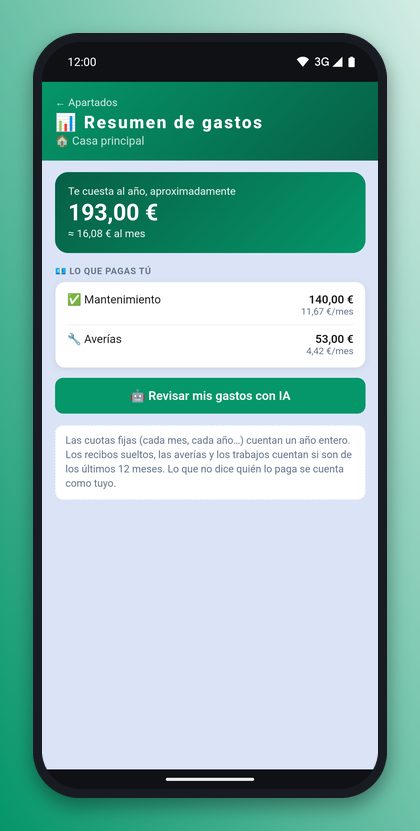 12:00
3G
← Apartados
📊 Resumen de gastos
🏠 Casa principal
Te cuesta al año, aproximadamente
193,00 €
≈ 16,08 € al mes
💶 LO QUE PAGAS TÚ
✅ Mantenimiento
140,00 €
11,67 €/mes
🔧 Averías
53,00 €
4,42 €/mes
🤖 Revisar mis gastos con IA
Las cuotas fijas (cada mes, cada año…) cuentan un año entero.
Los recibos sueltos, las averías y los trabajos cuentan si son de
los últimos 12 meses. Lo que no dice quién lo paga se cuenta
como tuyo.